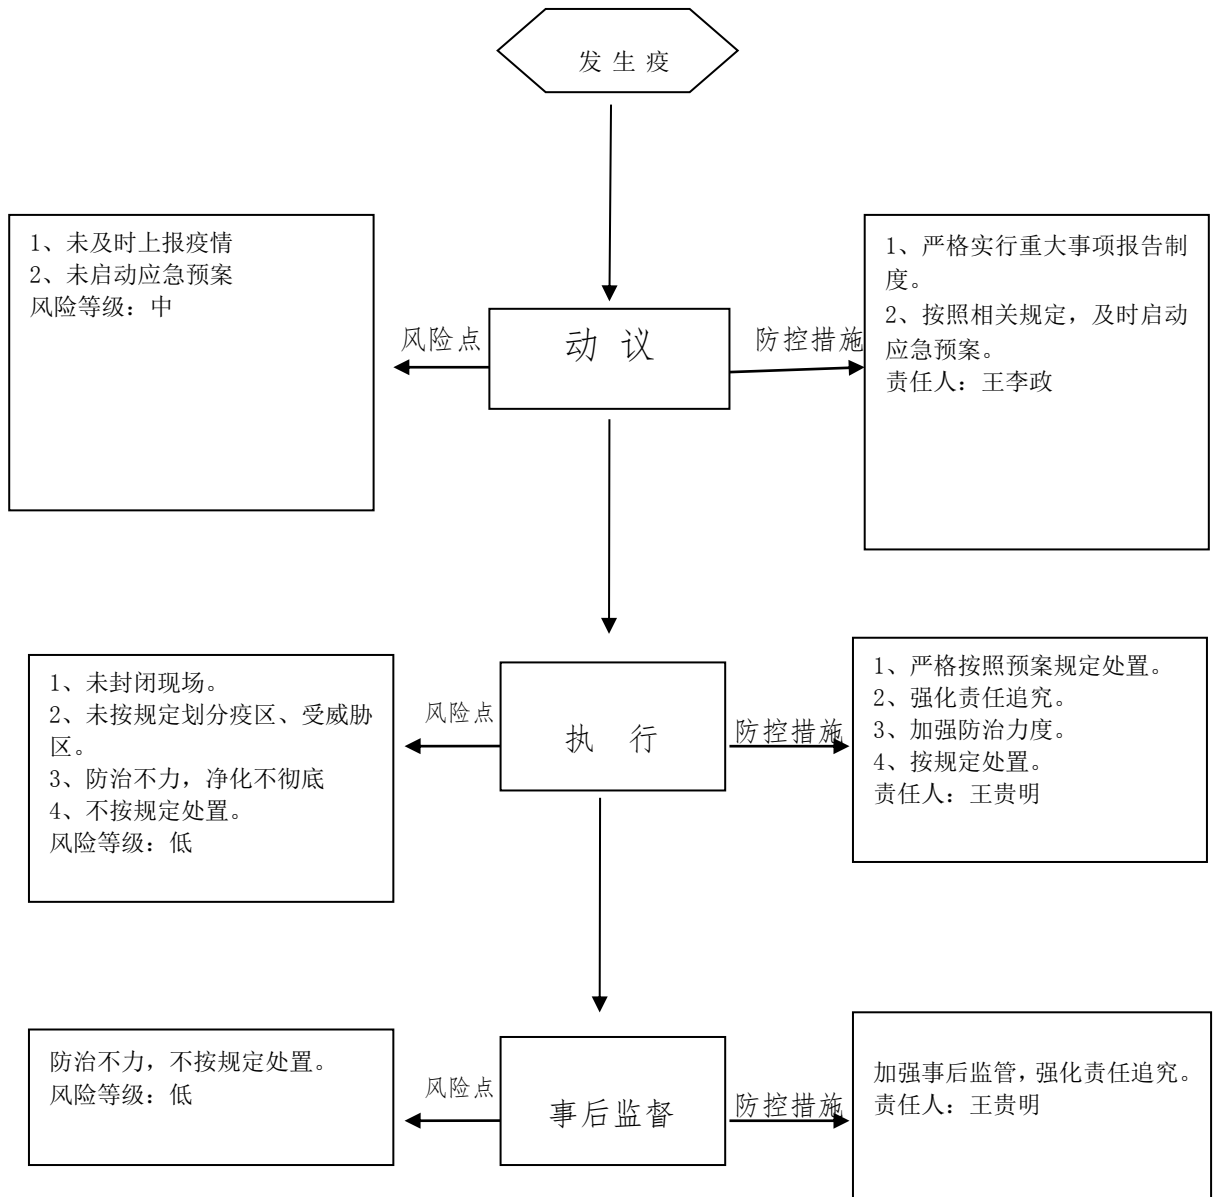 发 生 疫
1、未及时上报疫情
2、未启动应急预案
风险等级：中
风险点
动 议
防控措施
1、严格实行重大事项报告制
度。
2、按照相关规定，及时启动
应急预案。
责任人：王李政
1、未封闭现场。
2、未按规定划分疫区、受威胁
区。
3、防治不力，净化不彻底
4、不按规定处置。
风险等级：低
风险点
执 行
防控措施
1、严格按照预案规定处置。
2、强化责任追究。
3、加强防治力度。
4、按规定处置。
责任人：王贵明
防治不力，不按规定处置。
风险等级：低
风险点
事后监督
防控措施
加强事后监管，强化责任追究。
责任人：王贵明